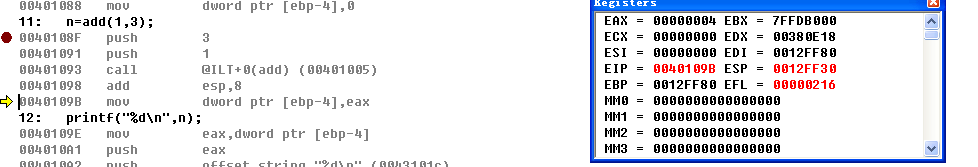 00401088 mov dword ptr [ebp-4],0
11: n=add(1,3);
0040108F push 3
00401091 push 1
00401093 call @ILT+0(add) (00401005)
00401098 add esp,8
0040109B mov dword ptr [ebp-4],eax
12: printf("%d\n",n);
0040109E mov eax,dword ptr [ebp-4]
004010A1 push eax
004010A2 push offset string "%d\n" (0043101c)
Registers
EAX = 00000004 EBX = 7FFDB000
ECX = 00000000 EDX = 00380E18
ESI = 00000000 EDI = 0012FF80
EIP = 0040109B ESP = 0012FF30
EBP = 0012FF80 EFL = 00000216
MM0 = 0000000000000000
MM1 = 0000000000000000
MM2 = 0000000000000000
MM3 = 0000000000000000